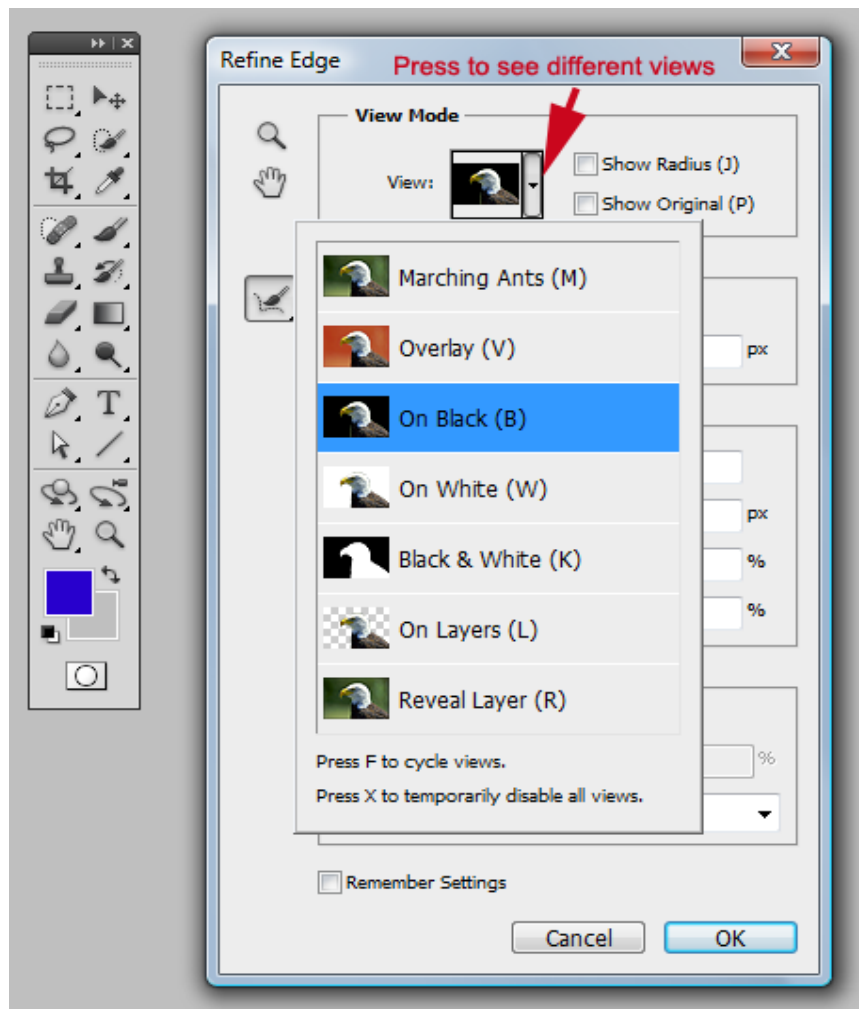 Refine Edge
Press to see different views
View Mode
View:
Show Radius (J)
Show Original (P)
Marching Ants (M)
Overlay (V)
px
On Black (B)
On White (W)
px
Black & White (K)
%
On Layers (L)
%
Reveal Layer (R)
Press F to cycle views.
%
Press X to temporarily disable all views.
Remember Settings
Cancel
OK